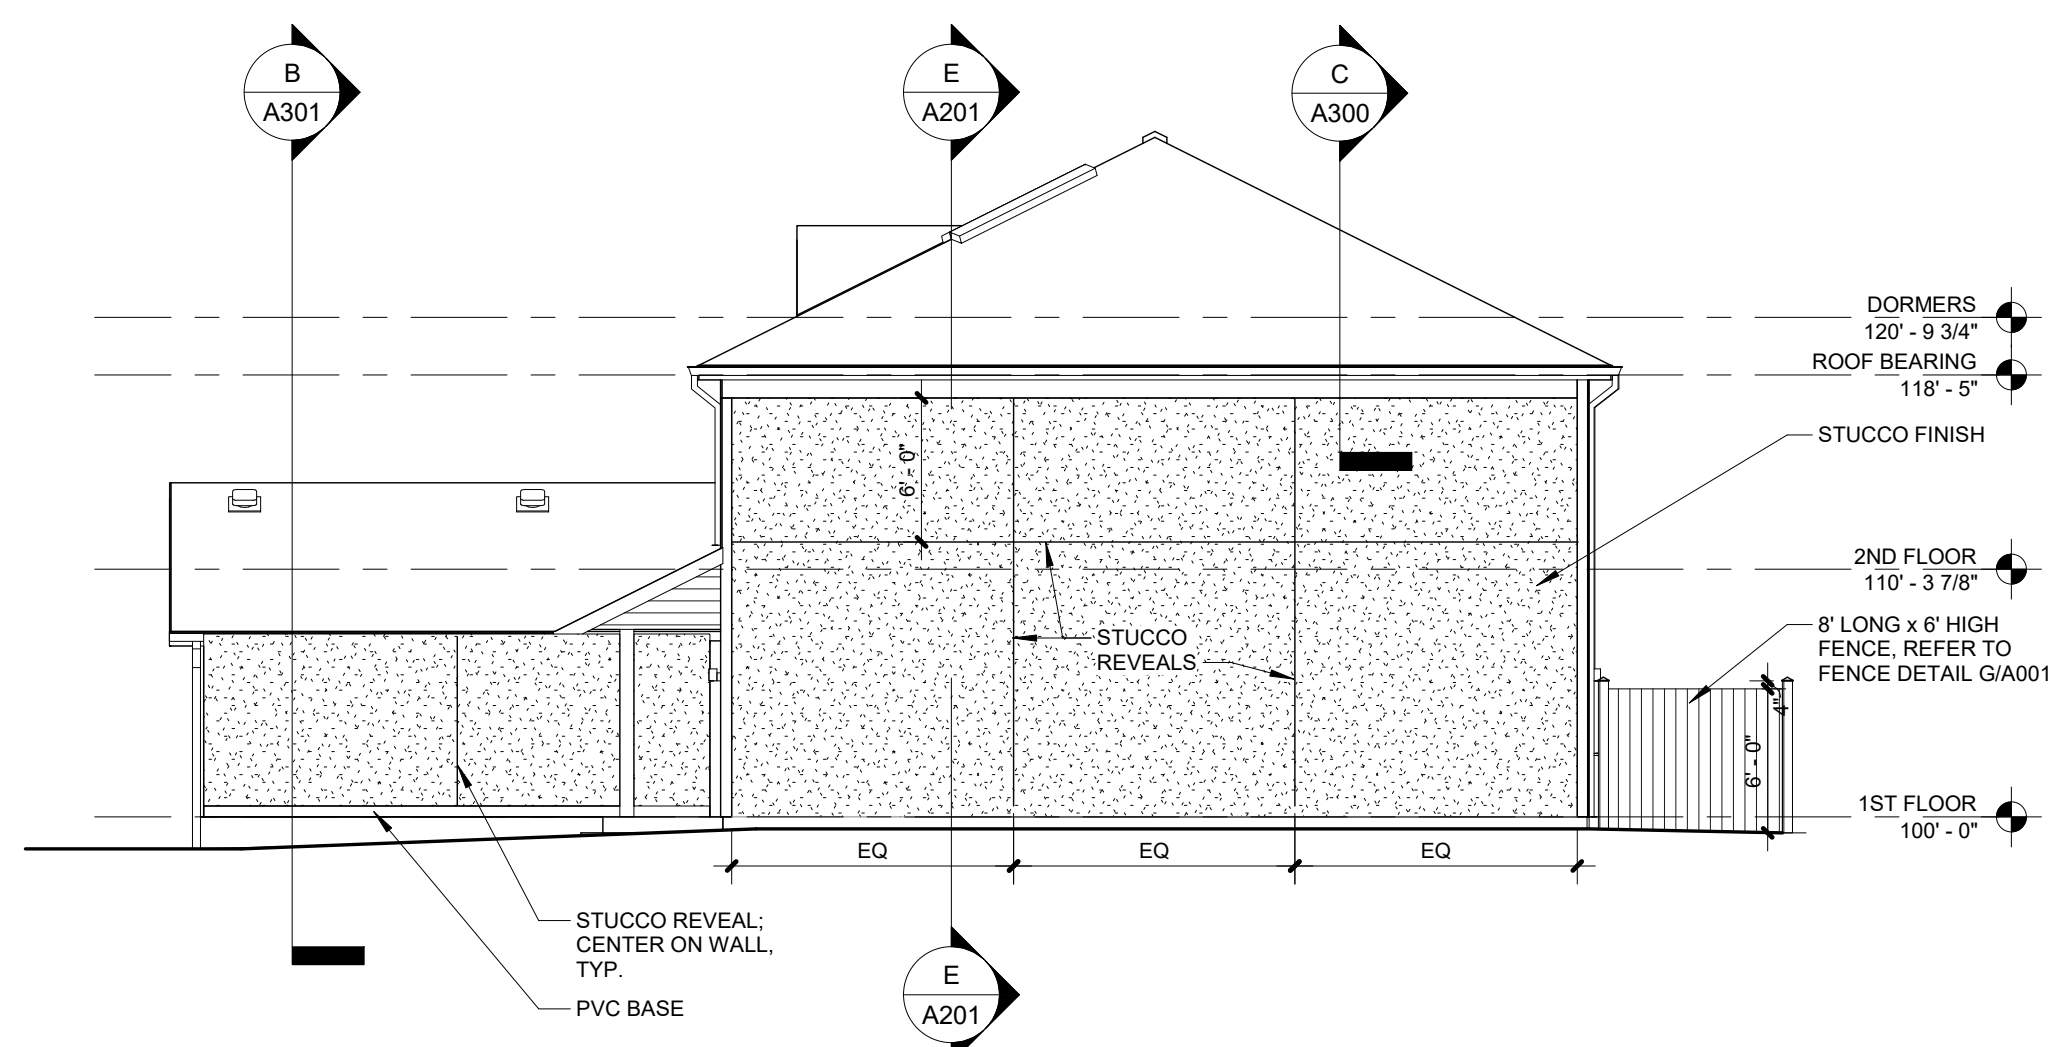 B
A301
E
A201
C
A300
DORMERS
120' - 9 3/4"
ROOF BEARING
118' - 5"
STUCCO FINISH
6' - 0"
2ND FLOOR
110' - 3 7/8"
8' LONG x 6' HIGH
FENCE, REFER TO
FENCE DETAIL G/A001
STUCCO
REVEALS
4"
6' - 0"
1ST FLOOR
100' - 0"
EQ
EQ
EQ
STUCCO REVEAL;
CENTER ON WALL,
TYP.
PVC BASE
E
A201